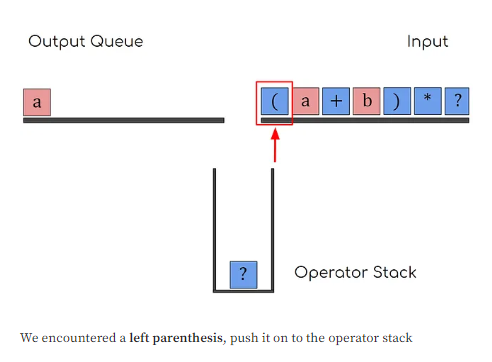 Output Queue Input
a ( a + b ) * ?
?
Operator Stack
We encountered a left parenthesis, push it on to the operator stack